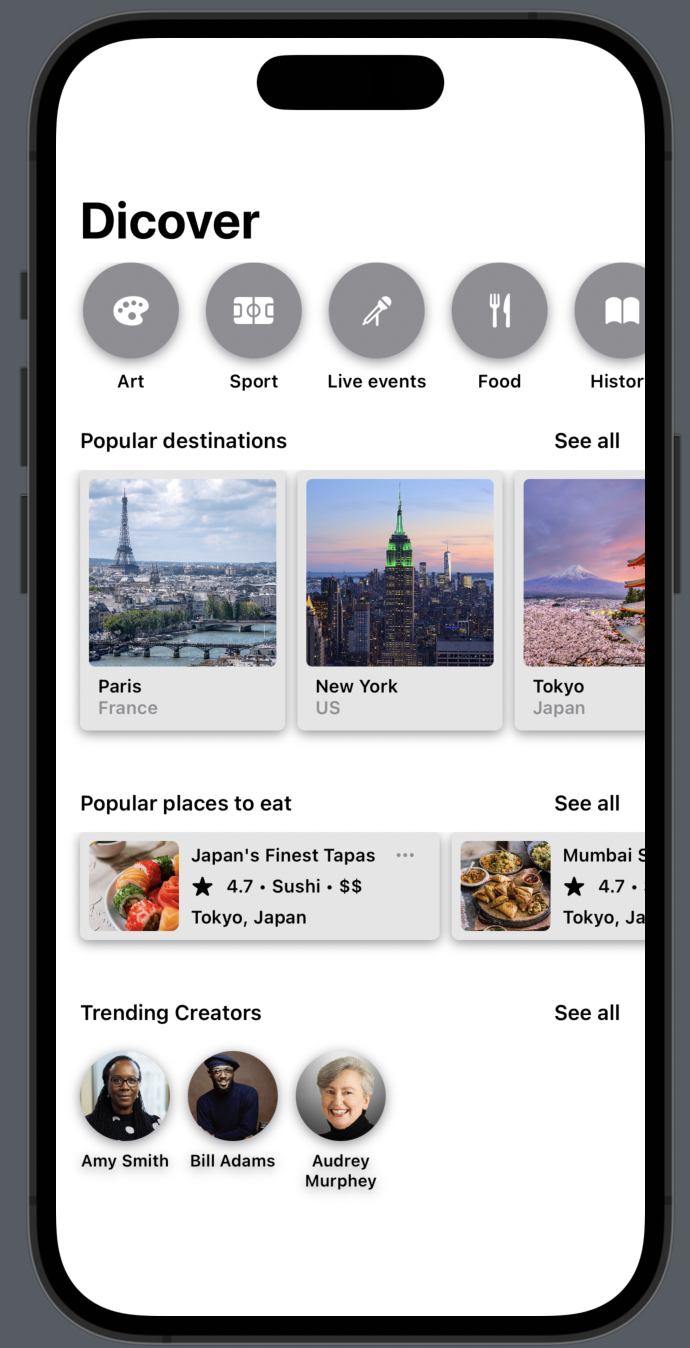 Dicover
Art
Sport
Live events
Food
Histor
Popular destinations
See all
Paris
France
New York
US
Tokyo
Japan
Popular places to eat
See all
Japan's Finest Tapas •••
★ 4.7 • Sushi • $$
Tokyo, Japan
Mumbai S
★ 4.7 •
Tokyo, Ja
Trending Creators
See all
Amy Smith
Bill Adams
Audrey
Murphey